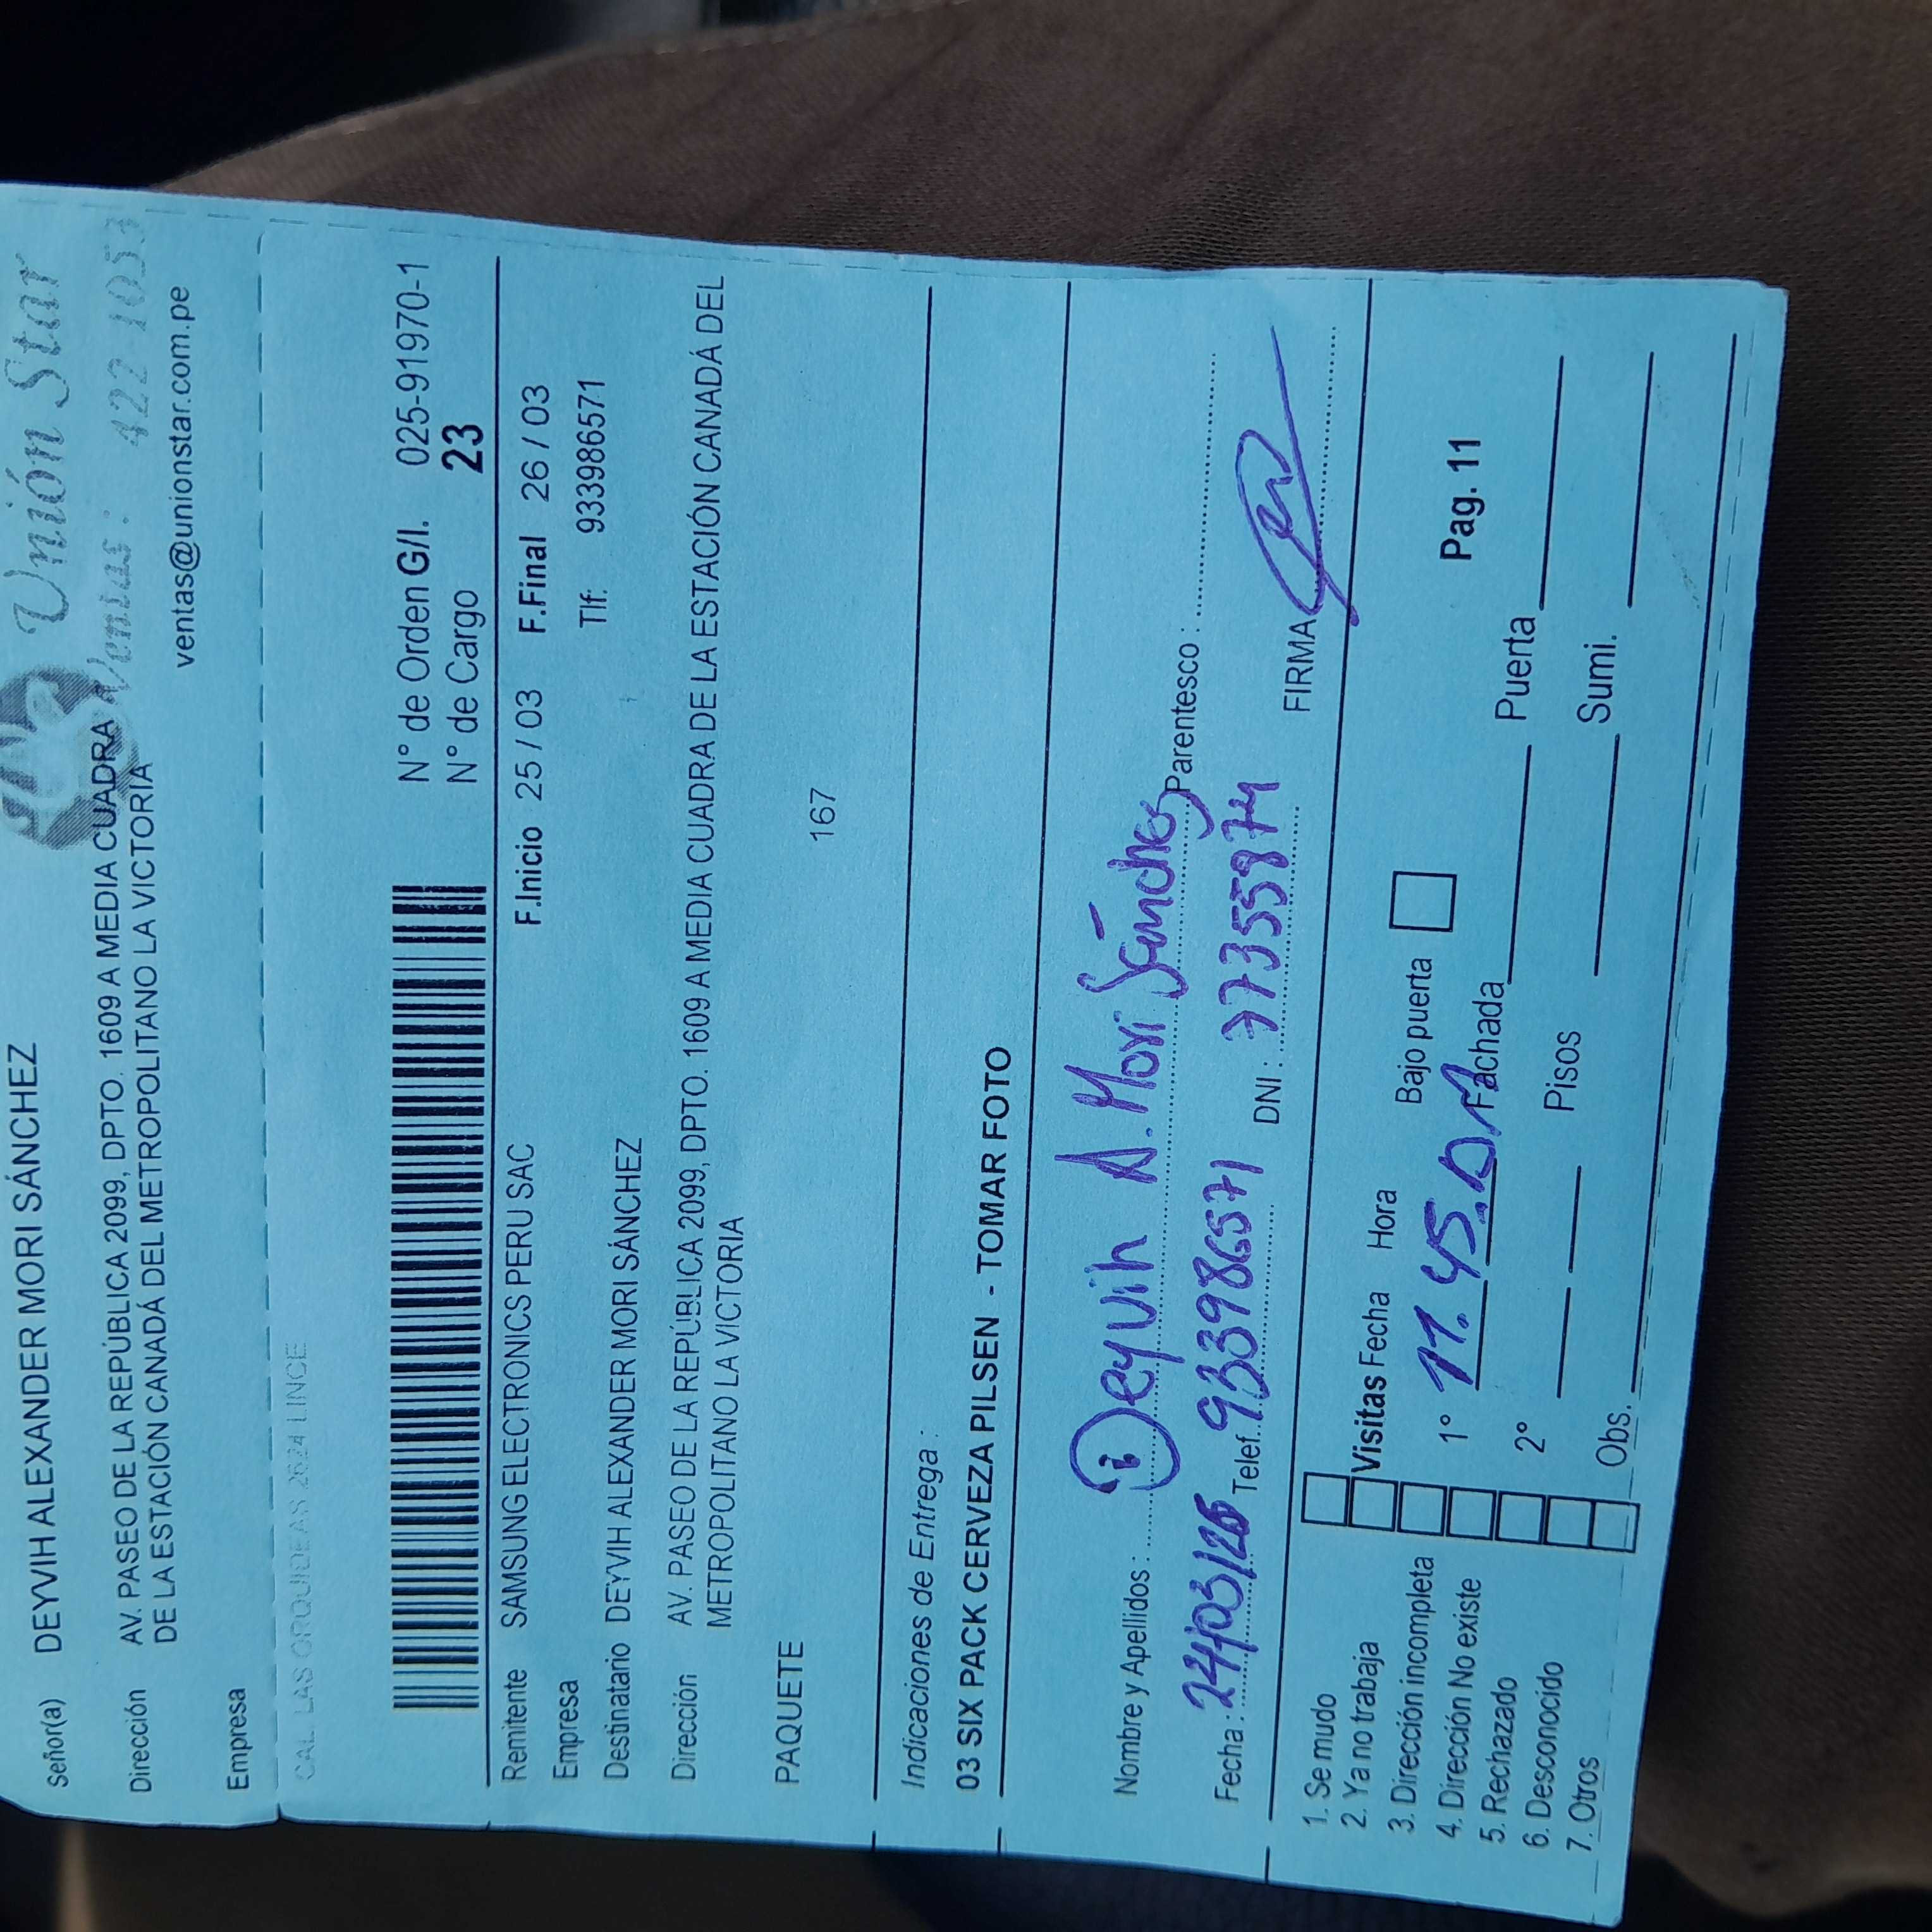 Unión Star
Ventas: 422-1053
ventas@unionstar.com.pe
Señor(a) DEYVIH ALEXANDER MORI SÁNCHEZ
Dirección AV. PASEO DE LA REPÚBLICA 2099, DPTO. 1609 A MEDIA CUADRA
DE LA ESTACIÓN CANADÁ DEL METROPOLITANO LA VICTORIA
Empresa
CAL. LAS ORQUIDEAS 2634 LINCE
N° de Orden G/I. 025-91970-1
N° de Cargo 23
Remitente SAMSUNG ELECTRONICS PERU SAC F.Inicio 25 / 03 F.Final 26 / 03
Empresa Tlf: 933986571
Destinatario DEYVIH ALEXANDER MORI SÁNCHEZ
Dirección AV. PASEO DE LA REPÚBLICA 2099, DPTO. 1609 A MEDIA CUADRA DE LA ESTACIÓN CANADÁ DEL
METROPOLITANO LA VICTORIA
PAQUETE 167
Indicaciones de Entrega :
03 SIX PACK CERVEZA PILSEN - TOMAR FOTO
Nombre y Apellidos : Deyvih A. Mori Sánchez Parentesco :
Fecha : Telef. 933986571 DNI : 77355874 FIRMA
1. Se mudo
2. Ya no trabaja Visitas Fecha Hora Bajo puerta
3. Dirección incompleta
4. Dirección No existe 1° 11.45. Fachada Puerta Pag. 11
5. Rechazado
6. Desconocido 2° Pisos Sumi.
7. Otros Obs.